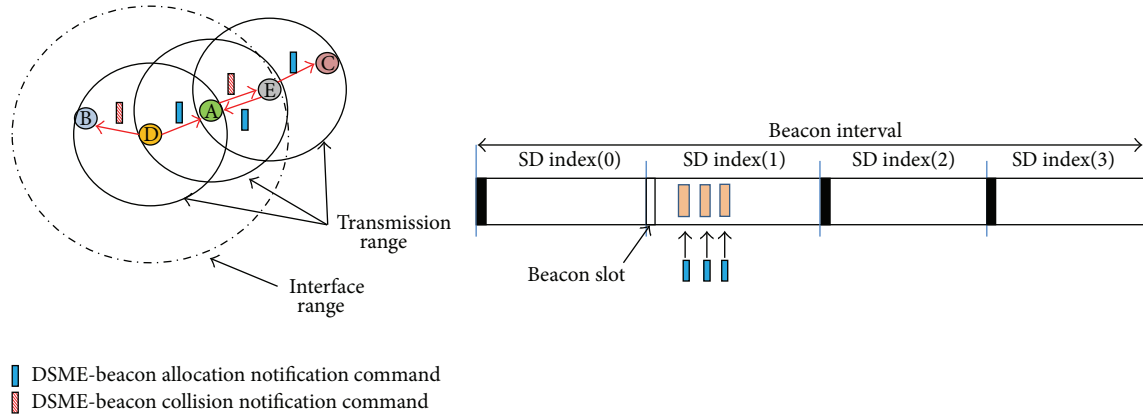 C
E
A
B
D
Transmission
range
Interface
range
Beacon interval
SD index(0) SD index(1) SD index(2) SD index(3)
Beacon slot
DSME-beacon allocation notification command
DSME-beacon collision notification command